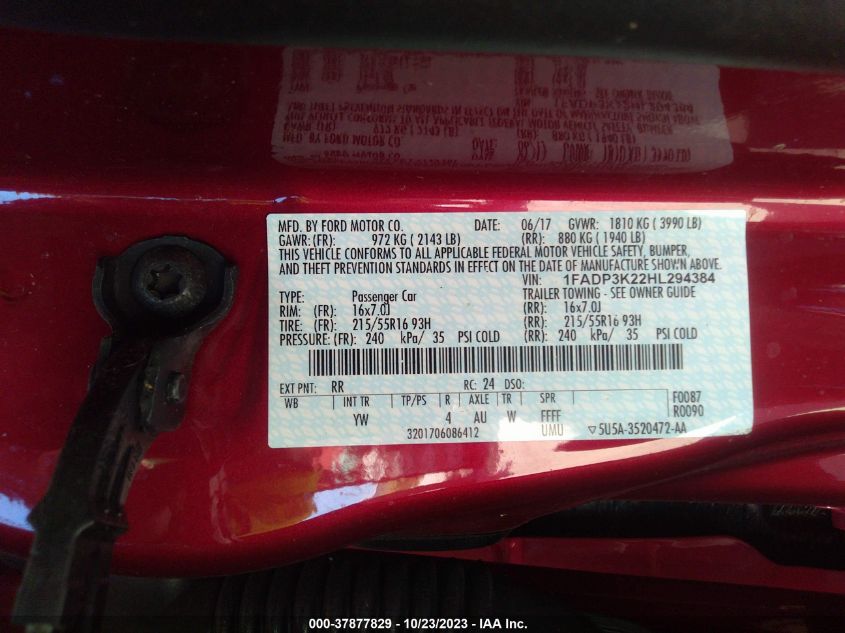 MFD. BY FORD MOTOR CO. DATE: 06/17 GVWR: 1810 KG ( 3990 LB)
GAWR: (FR): 972 KG ( 2143 LB) (RR): 880 KG ( 1940 LB)
THIS VEHICLE CONFORMS TO ALL APPLICABLE FEDERAL MOTOR VEHICLE SAFETY, BUMPER,
AND THEFT PREVENTION STANDARDS IN EFFECT ON THE DATE OF MANUFACTURE SHOWN ABOVE.
VIN: 1FADP3K22HL294384
TYPE: Passenger Car TRAILER TOWING - SEE OWNER GUIDE
RIM: (FR): 16x7.0J (RR): 16x7.0J
TIRE: (FR): 215/55R16 93H (RR): 215/55R16 93H
PRESSURE: (FR): 240 kPa/ 35 PSI COLD (RR): 240 kPa/ 35 PSI COLD
EXT PNT: RR RC: 24 DSO:
WB INT TR TP/PS R AXLE TR SPR F0087
YW 4 AU W FFFF R0090
3201706086412 UMU ▽5U5A-3520472-AA
000-37877829 - 10/23/2023 - IAA Inc.